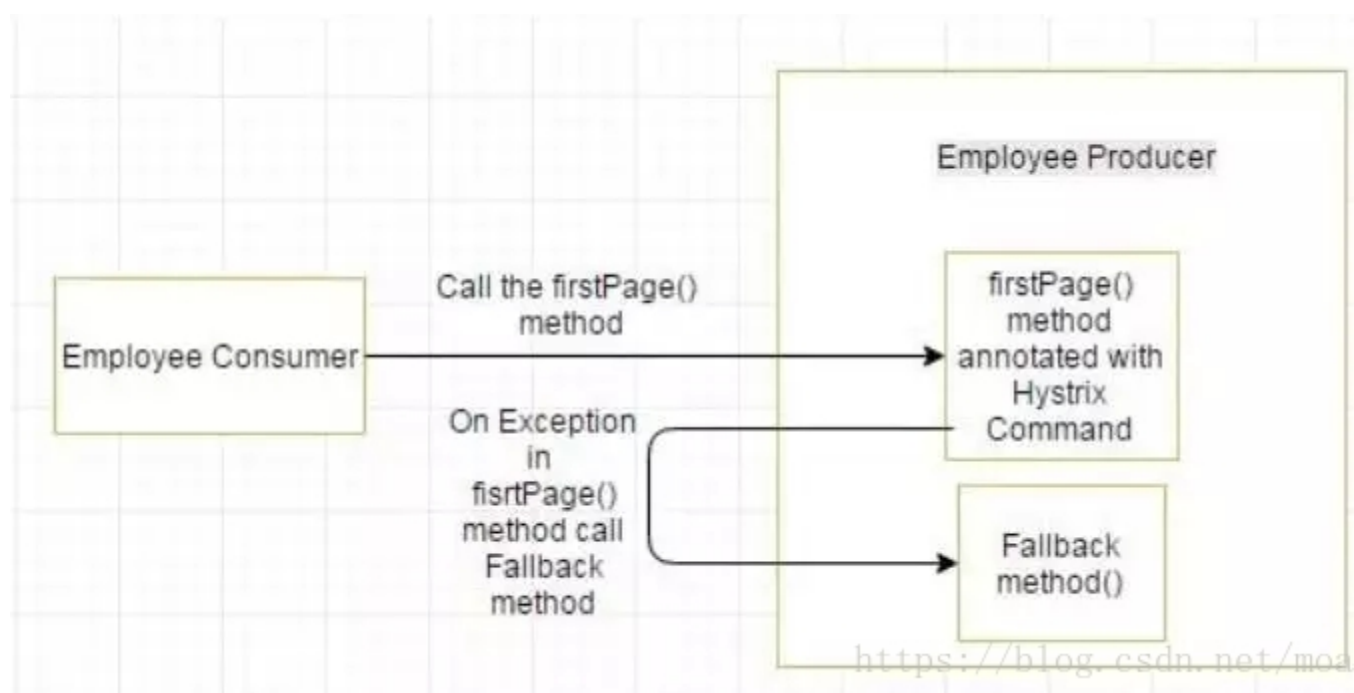 Employee Producer
Call the firstPage()
method
Employee Consumer
firstPage()
method
annotated with
Hystrix
Command
On Exception
in
fisrtPage()
method call
Fallback
method
Fallback
method()
https://blog.csdn.net/moa